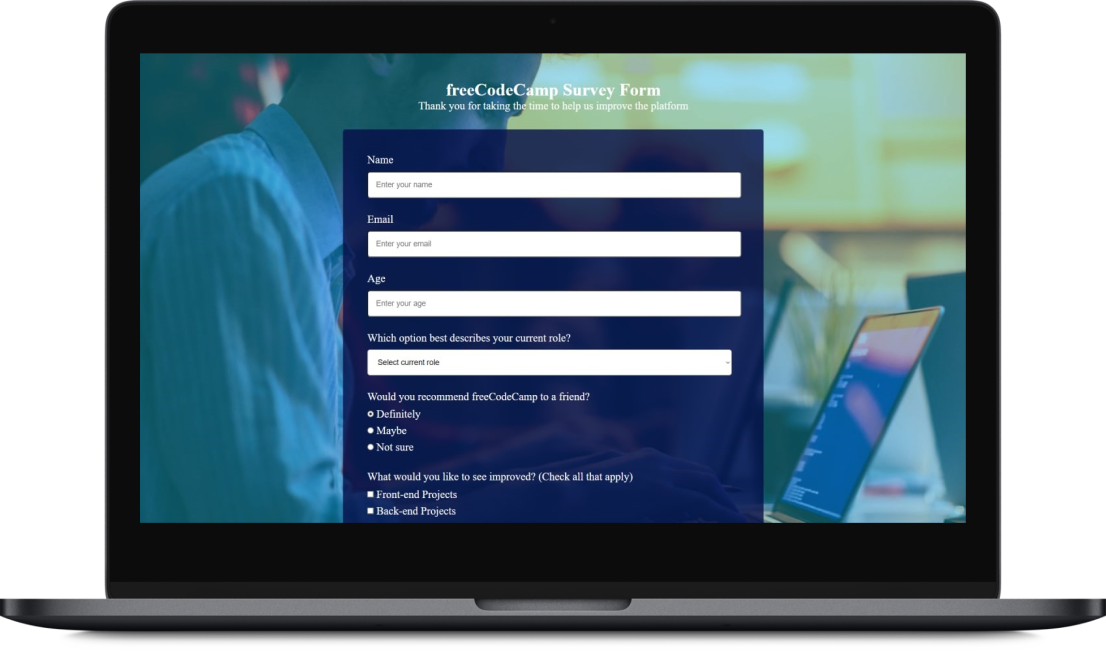 freeCodeCamp Survey Form
Thank you for taking the time to help us improve the platform
Name
Enter your name
Email
Enter your email
Age
Enter your age
Which option best describes your current role?
Select current role
Would you recommend freeCodeCamp to a friend?
Definitely
Maybe
Not sure
What would you like to see improved? (Check all that apply)
Front-end Projects
Back-end Projects